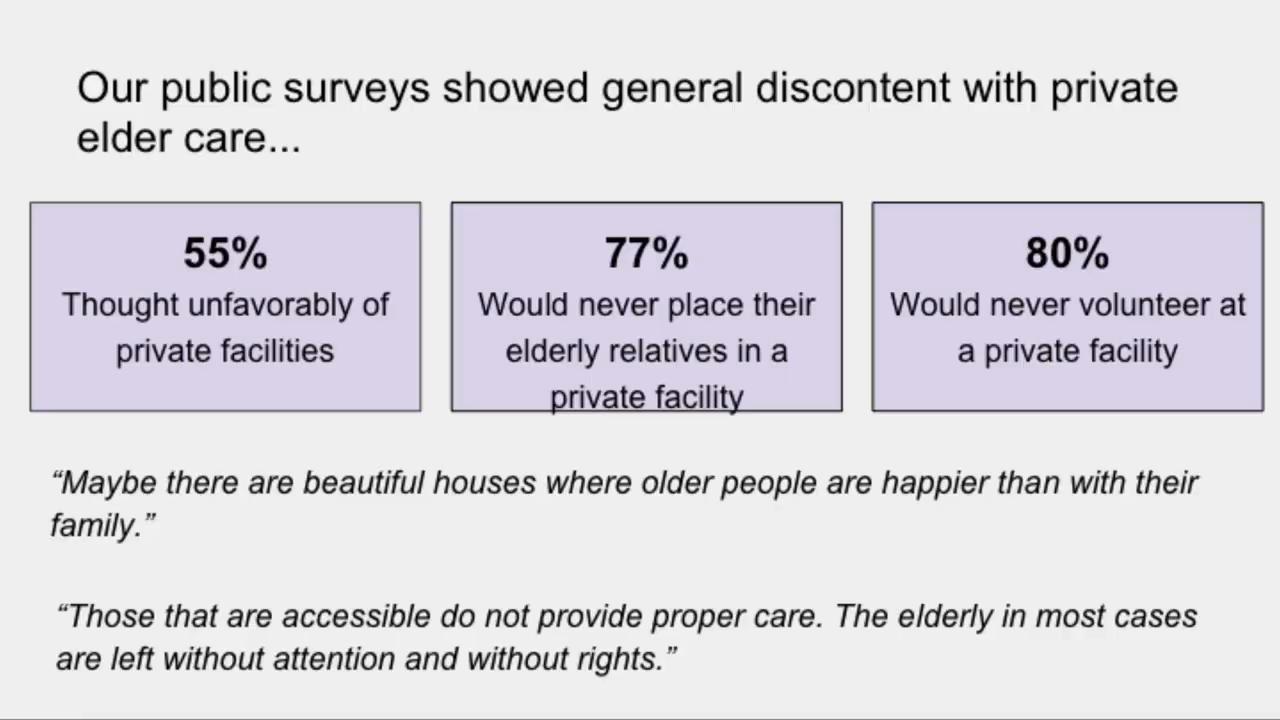 Our public surveys showed general discontent with private
elder care...
55%
Thought unfavorably of
private facilities
77%
Would never place their
elderly relatives in a
private facility
80%
Would never volunteer at
a private facility
“Maybe there are beautiful houses where older people are happier than with their
family.”
“Those that are accessible do not provide proper care. The elderly in most cases
are left without attention and without rights.”